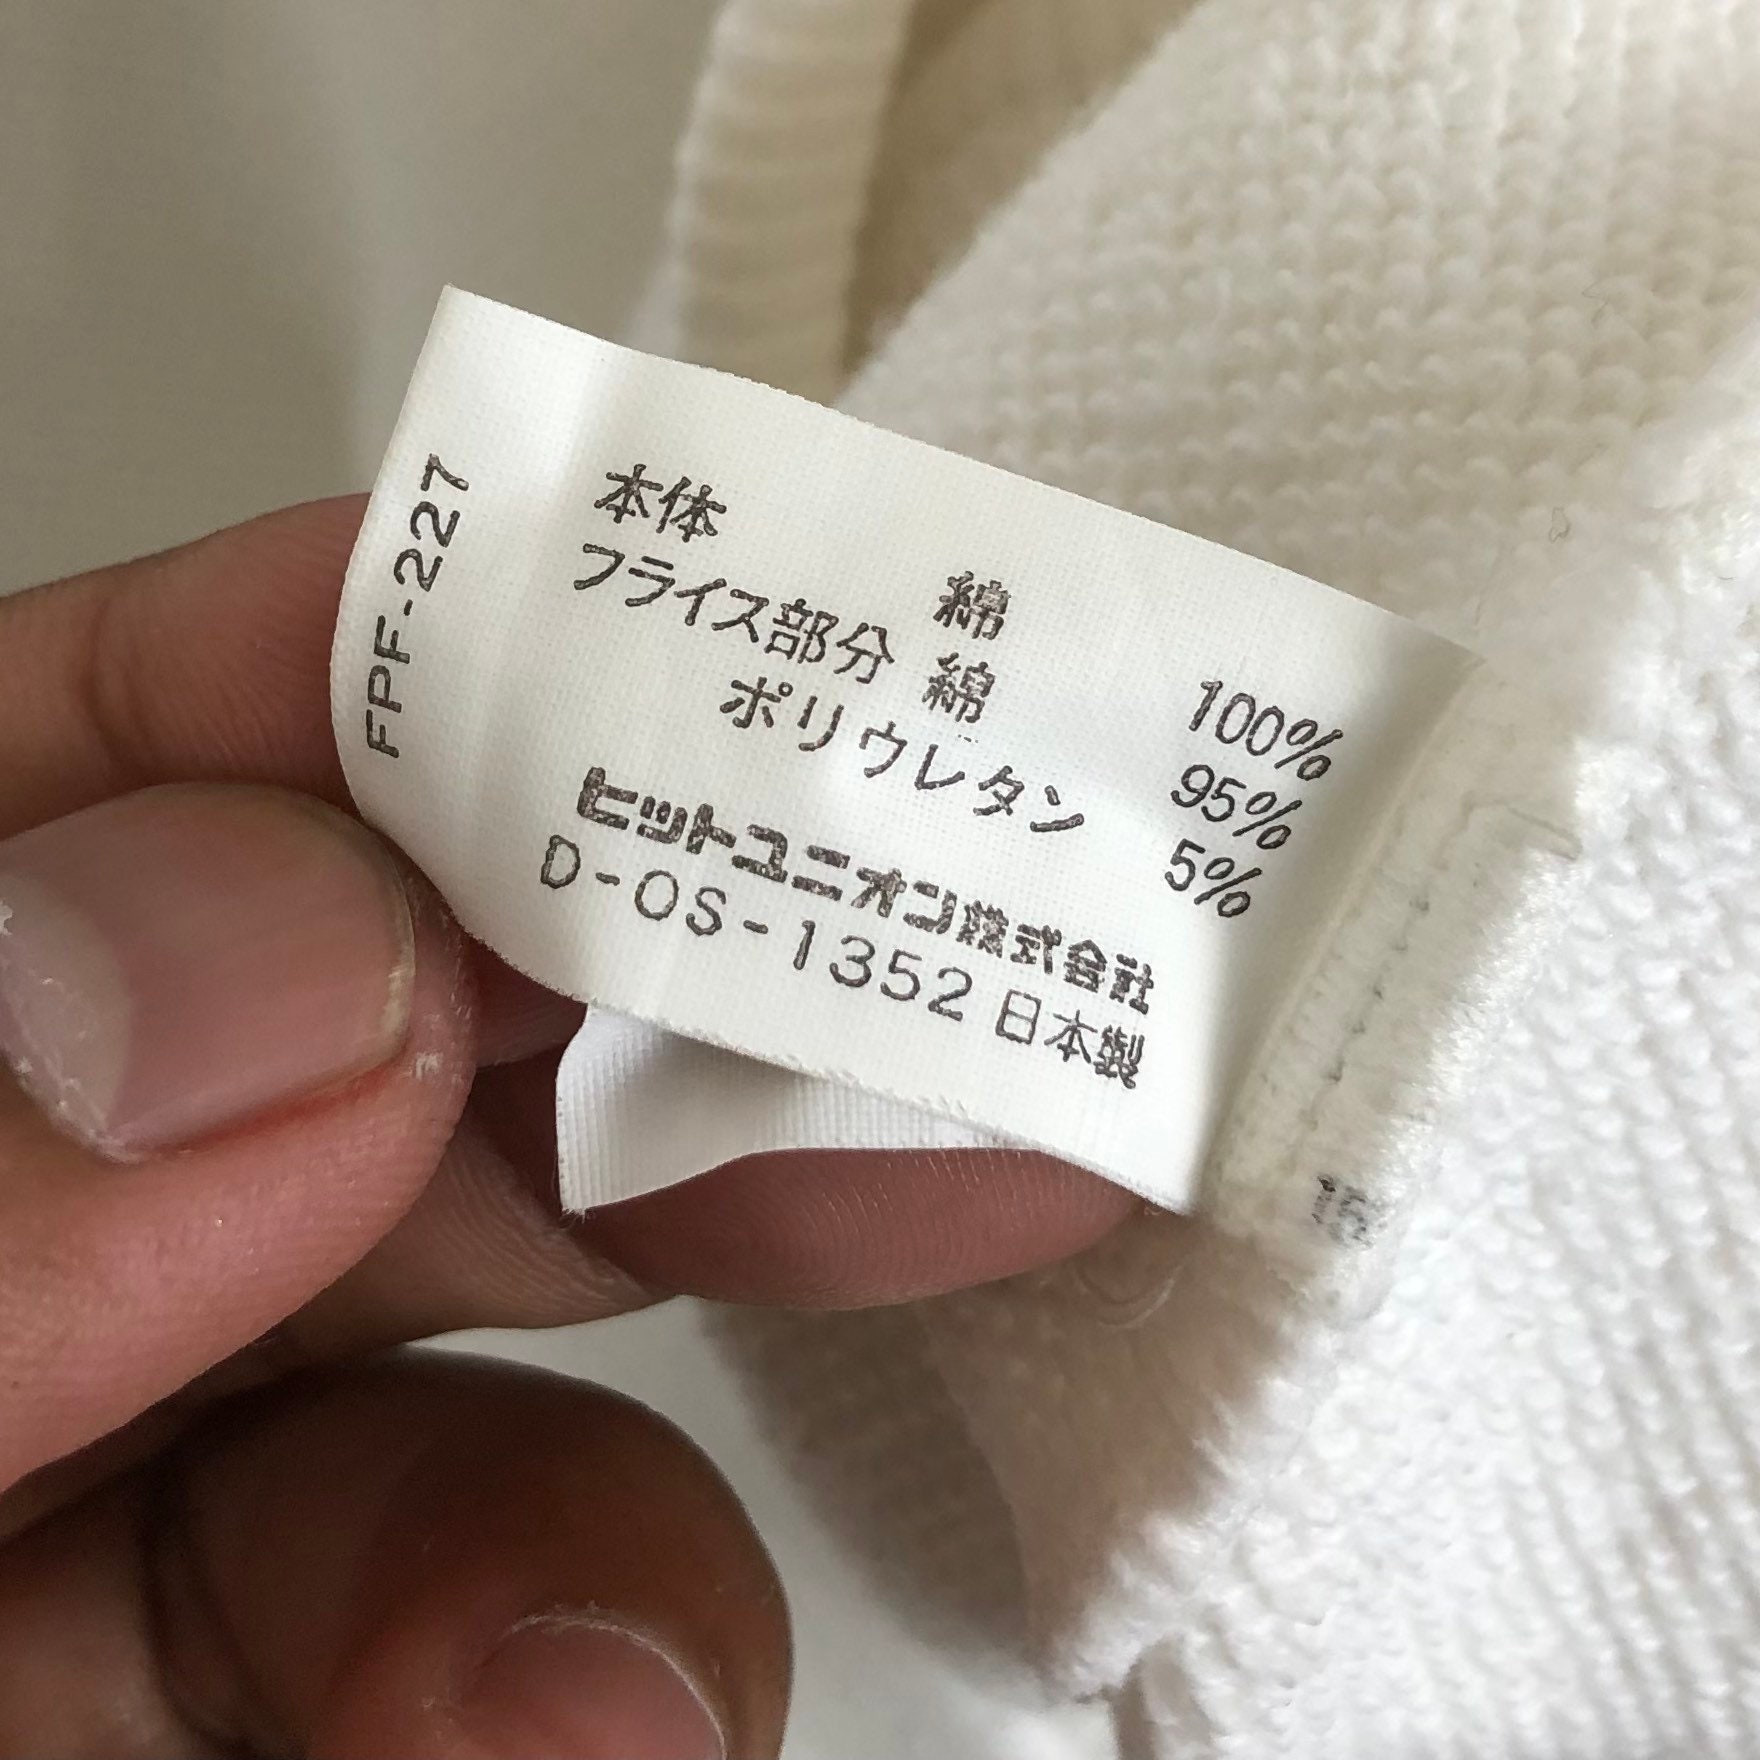 本体 綿 100%
フライス部分 綿 95%
ポリウレタン 5%
ヒットユニオン株式会社
D-OS-1352 日本製
FPF-227